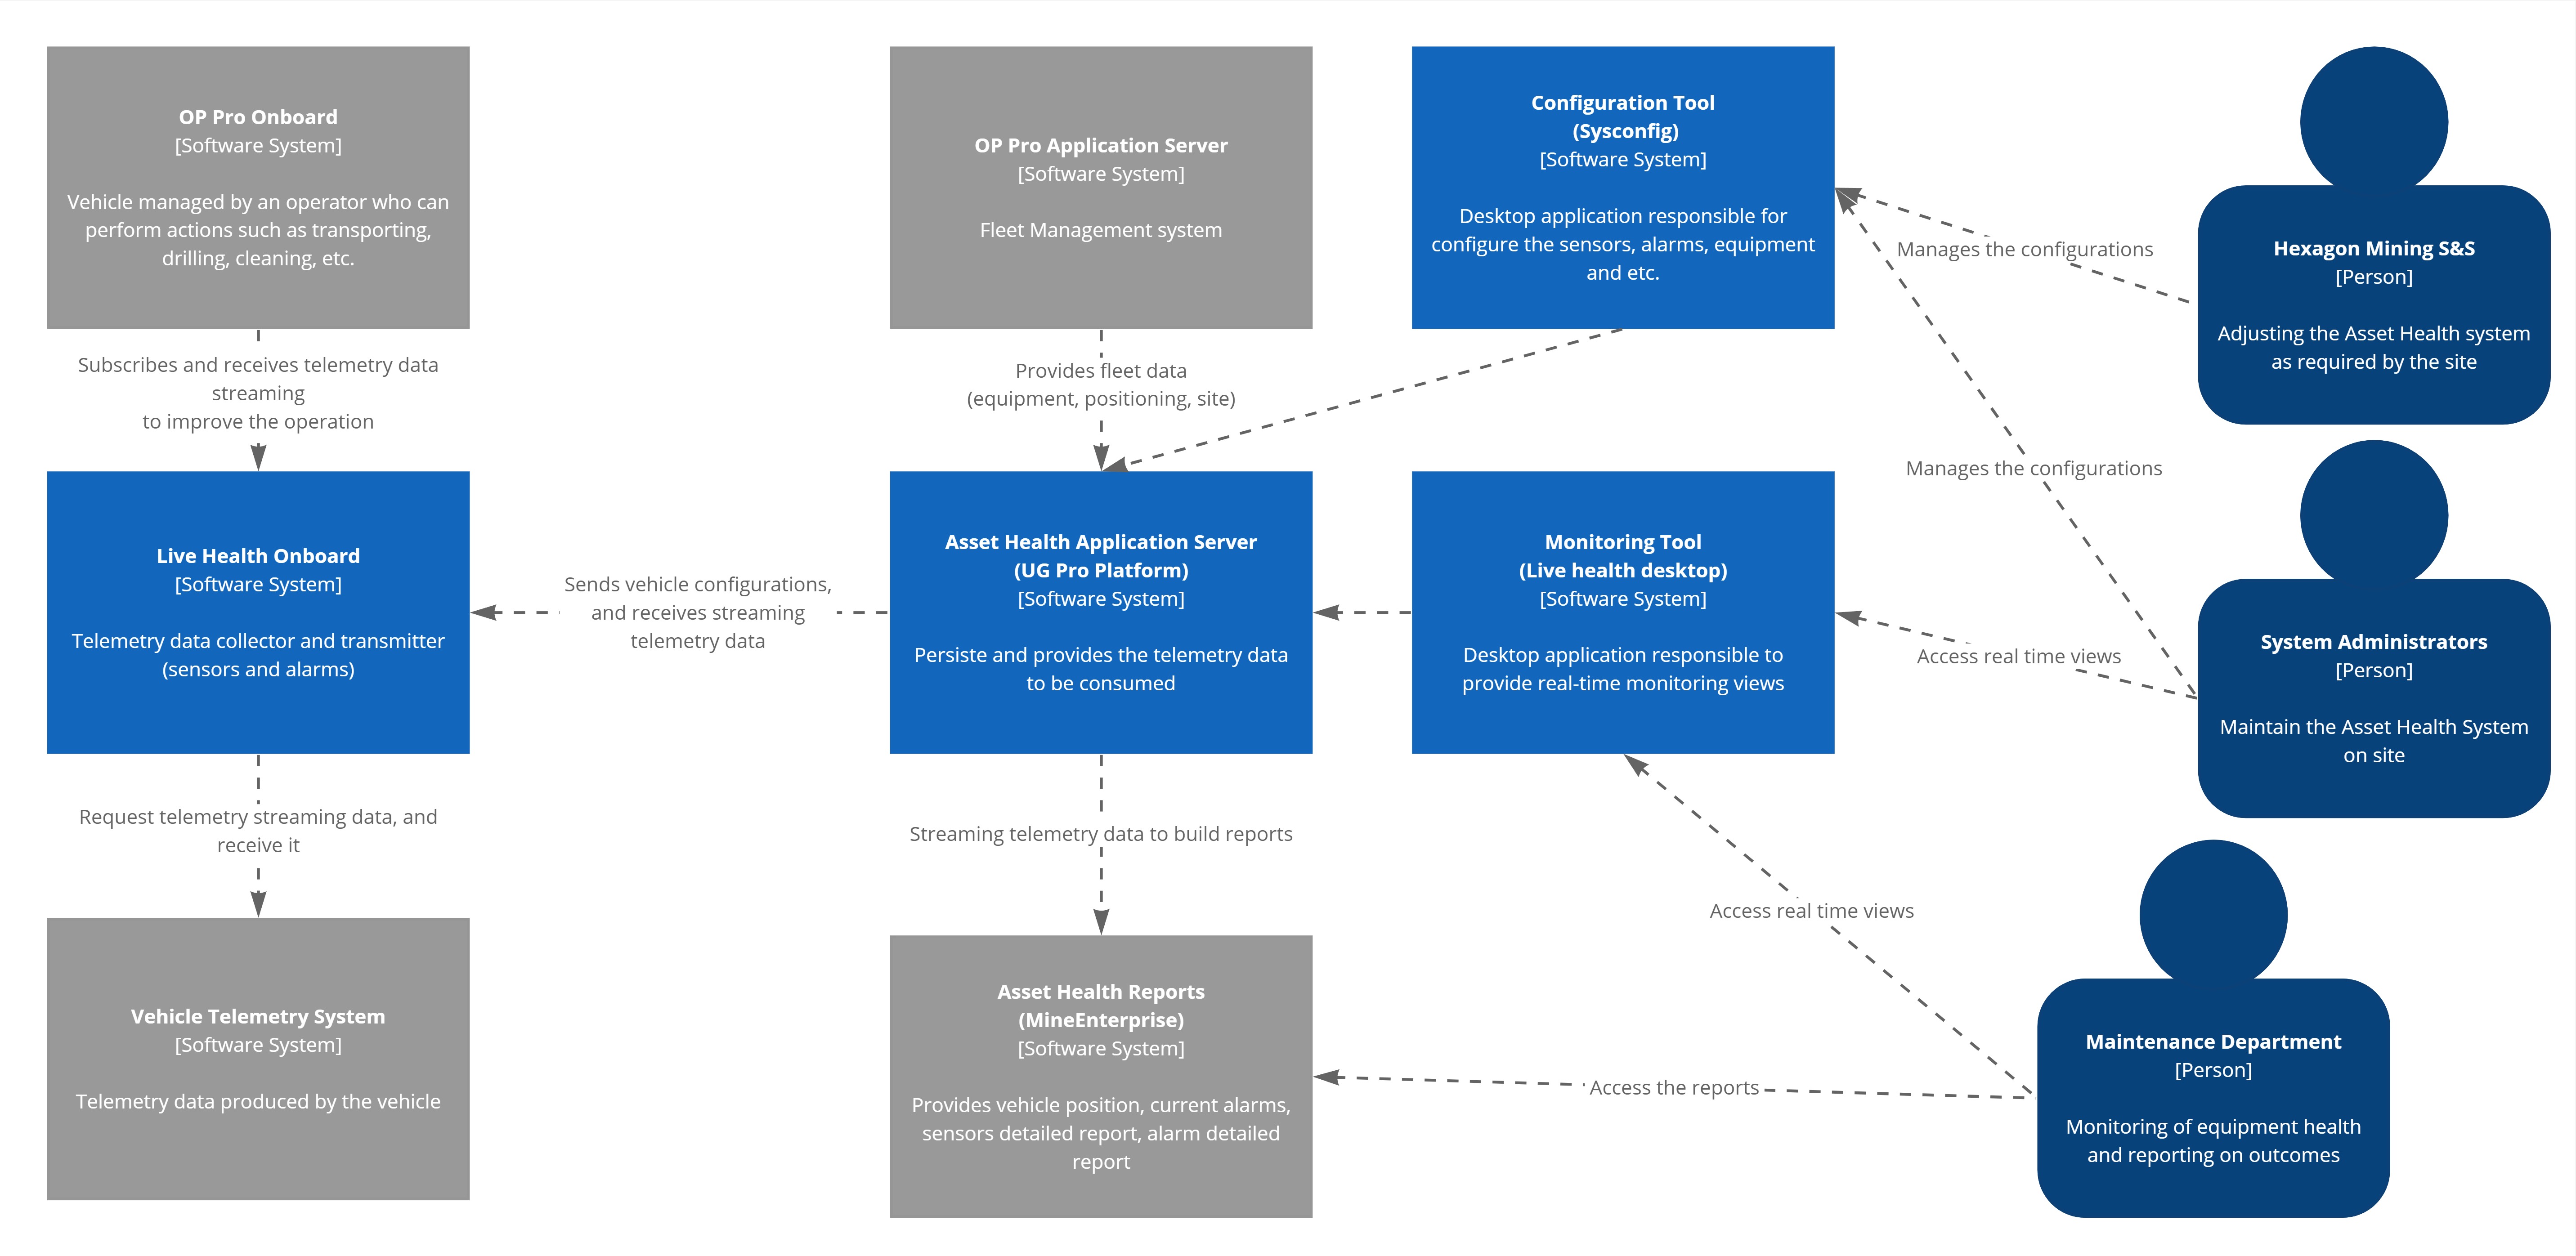 OP Pro Onboard
[Software System]
Vehicle managed by an operator who can
perform actions such as transporting,
drilling, cleaning, etc.
OP Pro Application Server
[Software System]
Fleet Management system
Configuration Tool
(Sysconfig)
[Software System]
Desktop application responsible for
configure the sensors, alarms, equipment
and etc.
Hexagon Mining S&S
[Person]
Adjusting the Asset Health system
as required by the site
Manages the configurations
Subscribes and receives telemetry data
streaming
to improve the operation
Provides fleet data
(equipment, positioning, site)
Manages the configurations
Live Health Onboard
[Software System]
Telemetry data collector and transmitter
(sensors and alarms)
Sends vehicle configurations,
and receives streaming
telemetry data
Asset Health Application Server
(UG Pro Platform)
[Software System]
Persiste and provides the telemetry data
to be consumed
Monitoring Tool
(Live health desktop)
[Software System]
Desktop application responsible to
provide real-time monitoring views
Access real time views
System Administrators
[Person]
Maintain the Asset Health System
on site
Request telemetry streaming data, and
receive it
Streaming telemetry data to build reports
Access real time views
Vehicle Telemetry System
[Software System]
Telemetry data produced by the vehicle
Asset Health Reports
(MineEnterprise)
[Software System]
Provides vehicle position, current alarms,
sensors detailed report, alarm detailed
report
Access the reports
Maintenance Department
[Person]
Monitoring of equipment health
and reporting on outcomes